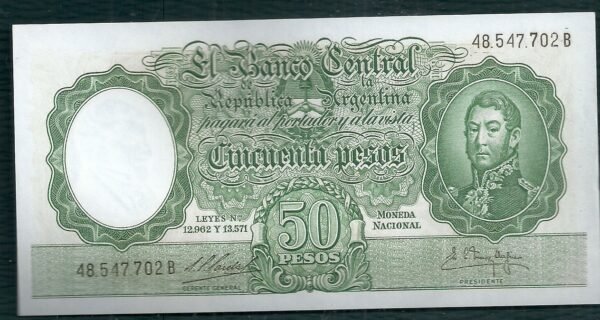 48.547.702 B
El Banco Central
de la
República Argentina
pagará al portador y a la vista
Cincuenta pesos
LEYES Nos.
12.962 Y 13.571
50
PESOS
MONEDA
NACIONAL
48.547.702 B
GERENTE GENERAL
PRESIDENTE